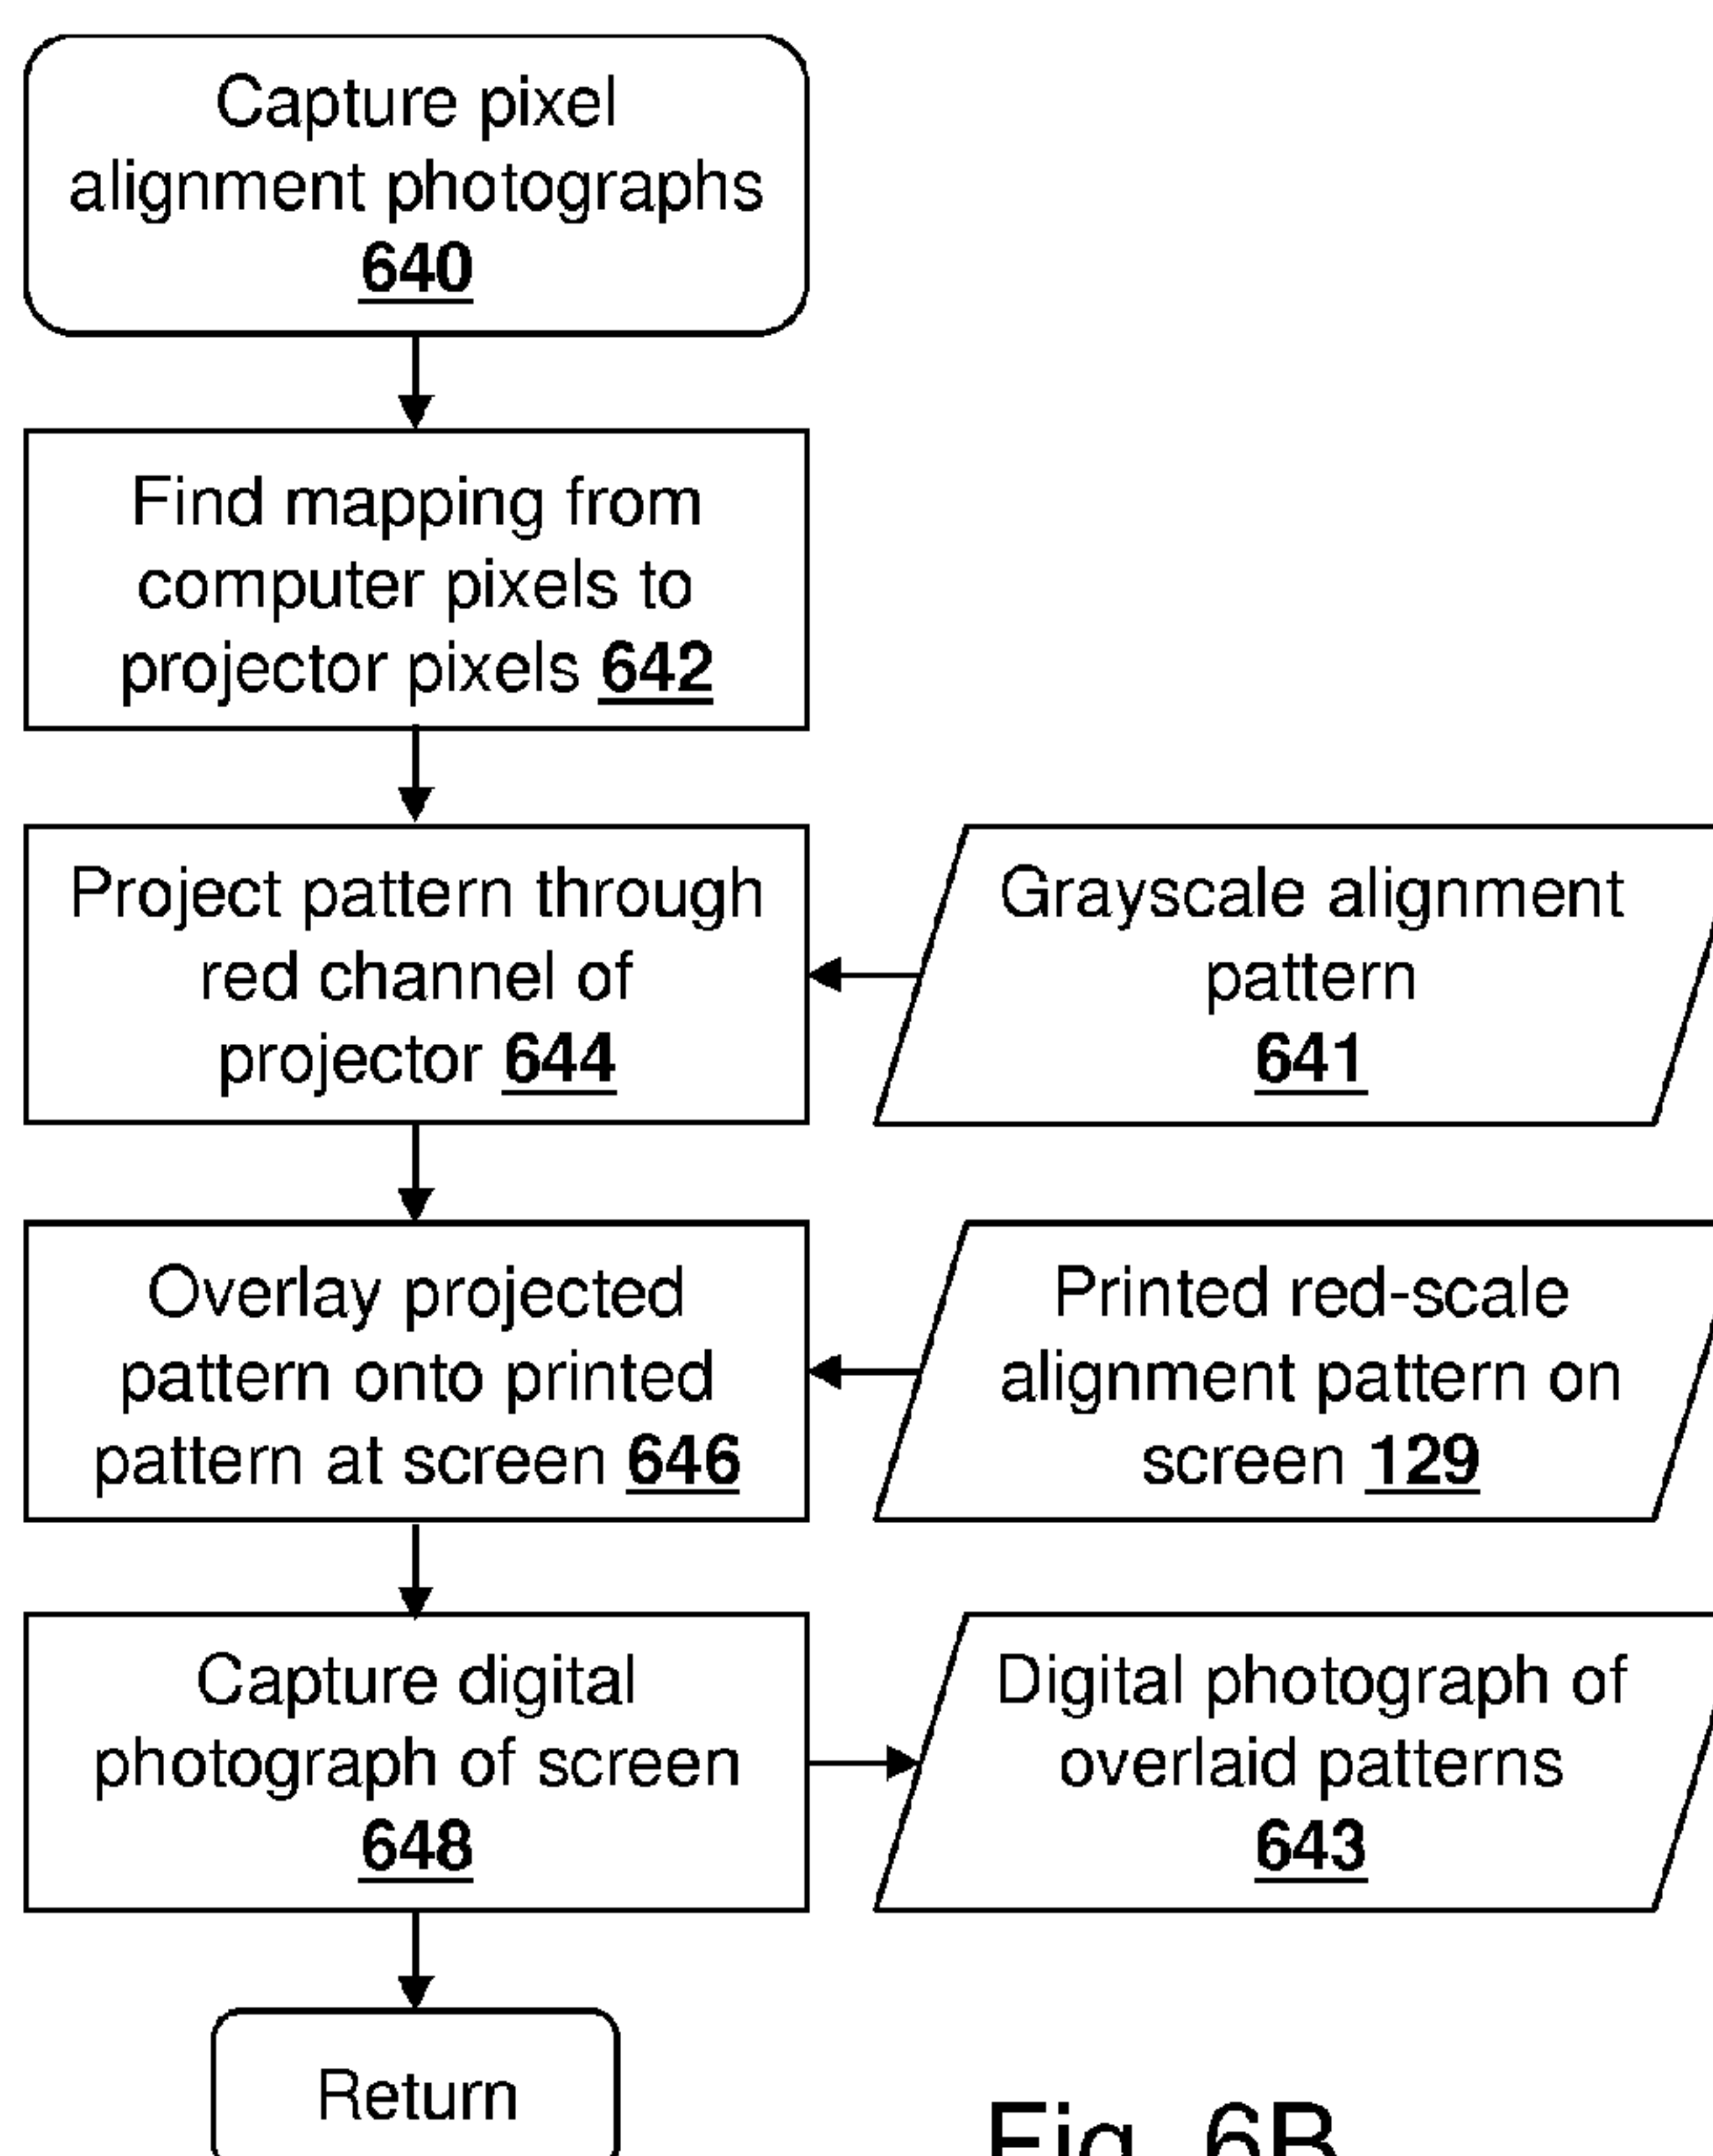 Capture pixel
alignment photographs
640
Find mapping from
computer pixels to
projector pixels 642
Project pattern through
red channel of
projector 644
Grayscale alignment
pattern
641
Overlay projected
pattern onto printed
pattern at screen 646
Printed red-scale
alignment pattern on
screen 129
Capture digital
photograph of screen
648
Digital photograph of
overlaid patterns
643
Return
Fig. 6B